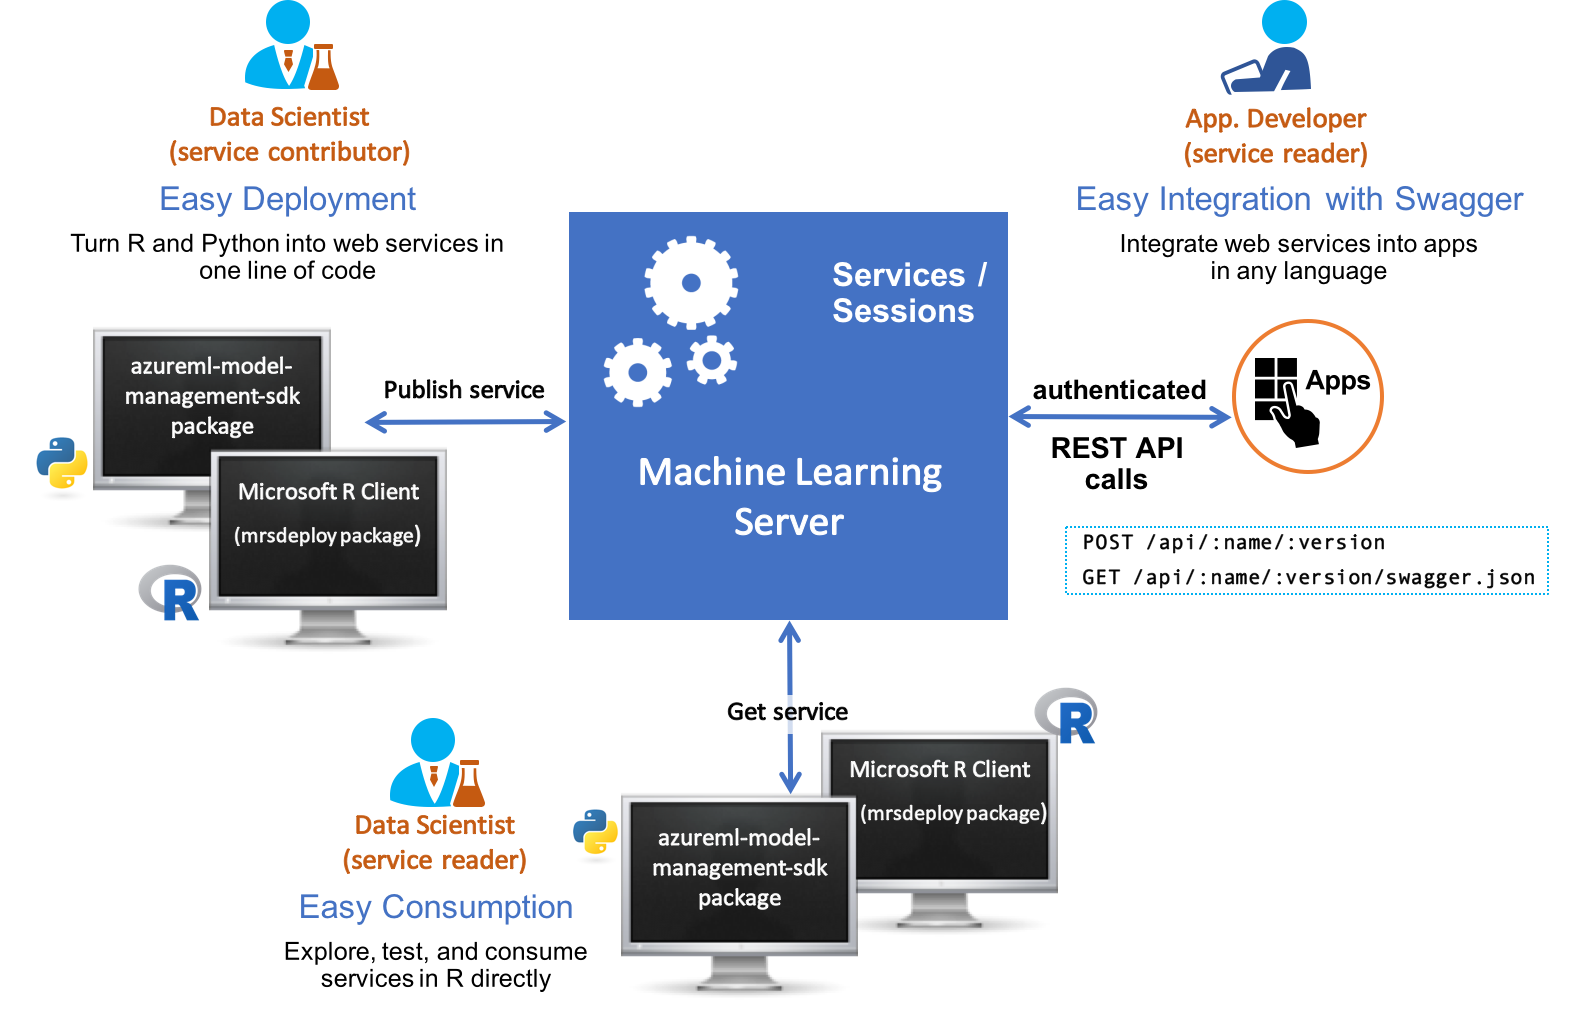 Data Scientist
(service contributor)
Easy Deployment
Turn R and Python into web services in
one line of code
azureml-model-
management-sdk
package
Microsoft R Client
(mrsdeploy package)
R
Publish service
Services /
Sessions
Machine Learning
Server
App. Developer
(service reader)
Easy Integration with Swagger
Integrate web services into apps
in any language
authenticated
REST API
calls
Apps
POST /api/:name/:version
GET /api/:name/:version/swagger.json
Get service
Data Scientist
(service reader)
Easy Consumption
Explore, test, and consume
services in R directly
azureml-model-
management-sdk
package
Microsoft R Client
(mrsdeploy package)
R